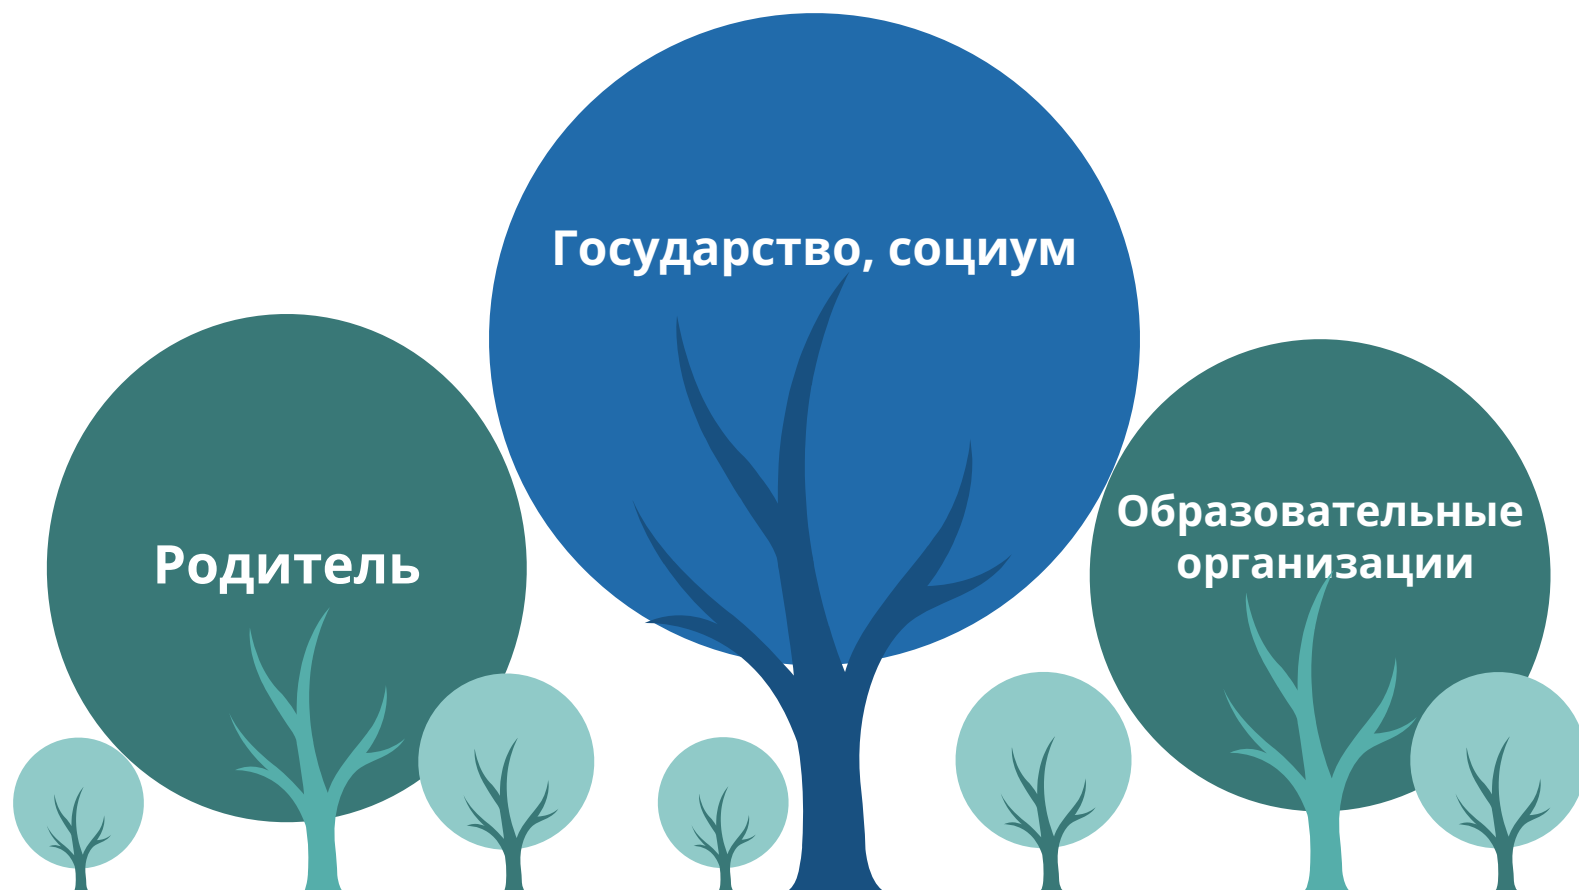 Государство, социум
Родитель
Образовательные
организации